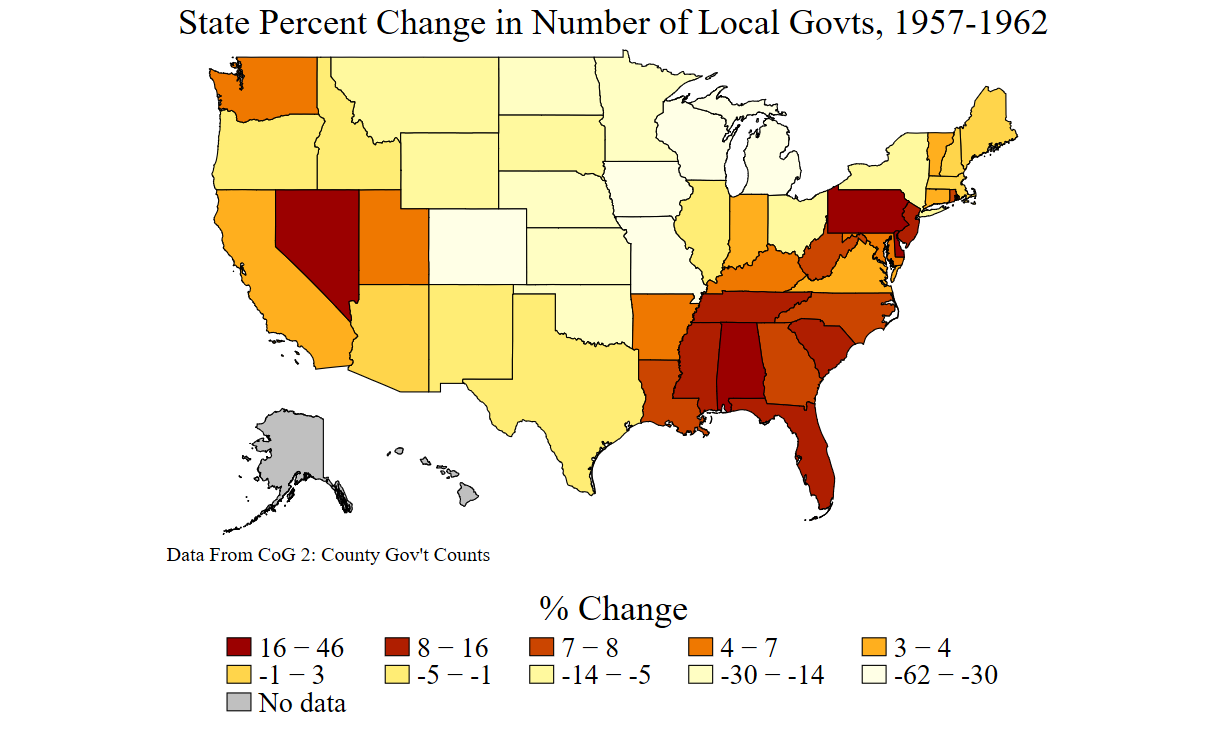 State Percent Change in Number of Local Govts, 1957-1962
Data From CoG 2: County Gov't Counts
% Change
16 − 46 8 − 16 7 − 8 4 − 7 3 − 4
-1 − 3 -5 − -1 -14 − -5 -30 − -14 -62 − -30
No data